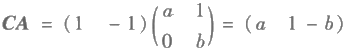 CA = ( 1 - 1 ) ( a 1 0 b ) = ( a 1 - b )